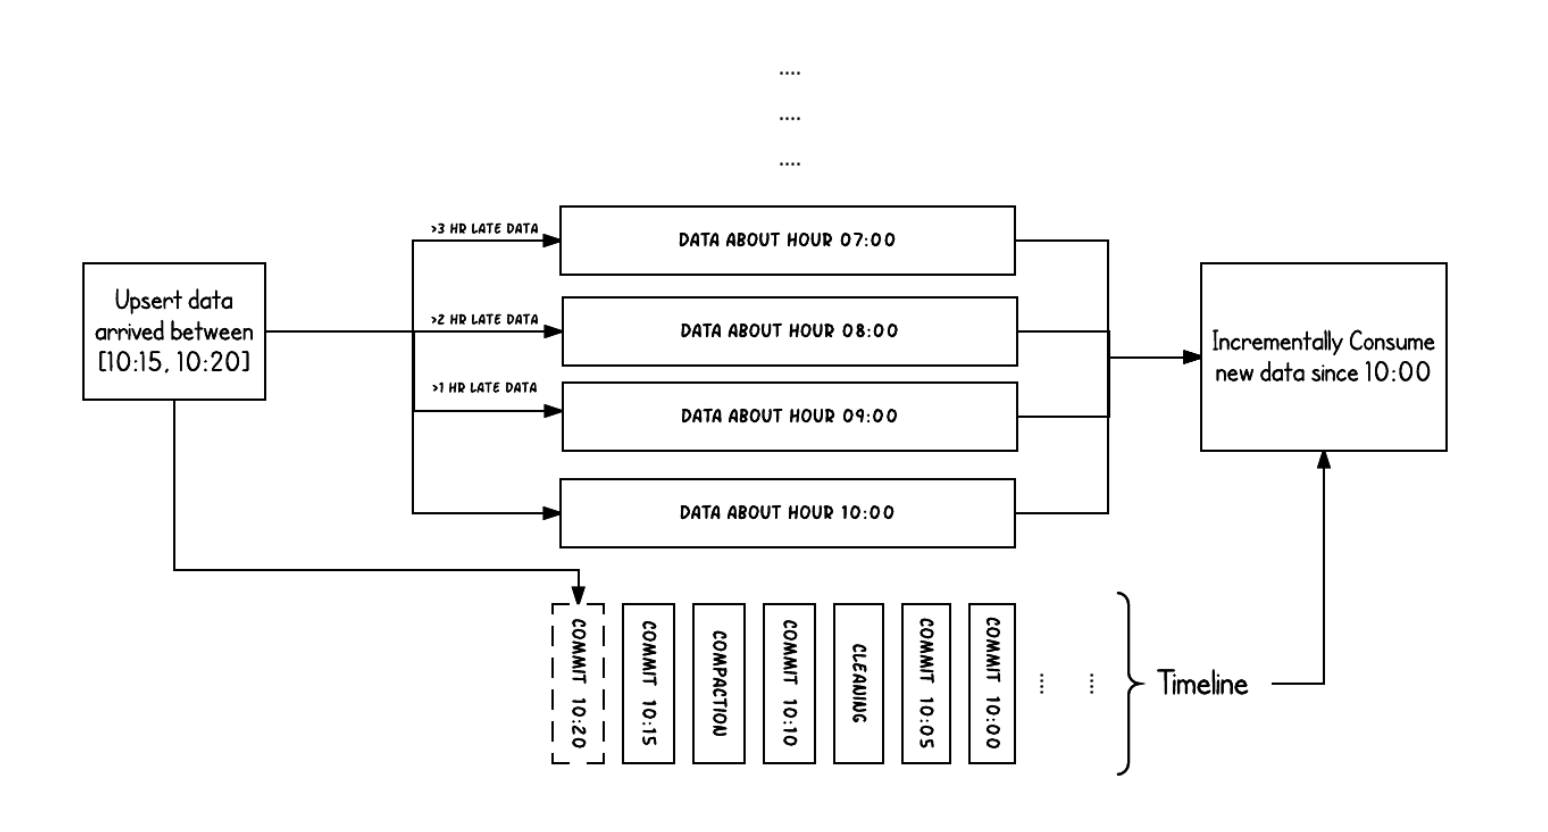 ....
....
....
>3 HR LATE DATA
DATA ABOUT HOUR 07:00
Upsert data
arrived between
[10:15, 10:20]
>2 HR LATE DATA
DATA ABOUT HOUR 08:00
>1 HR LATE DATA
DATA ABOUT HOUR 09:00
DATA ABOUT HOUR 10:00
Incrementally Consume
new data since 10:00
COMMIT 10:20
COMMIT 10:15
COMPACTION
COMMIT 10:10
CLEANING
COMMIT 10:05
COMMIT 10:00
....
....
Timeline